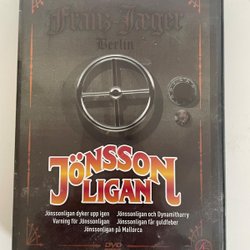 Franz Jæger
Berlin
JÖNSSON
LIGAN
Jönssonligan dyker upp igen Jönssonligan och Dynamitharry
Varning för Jönssonligan Jönssonligan får guldfeber
Jönssonligan på Mallorca
DVD